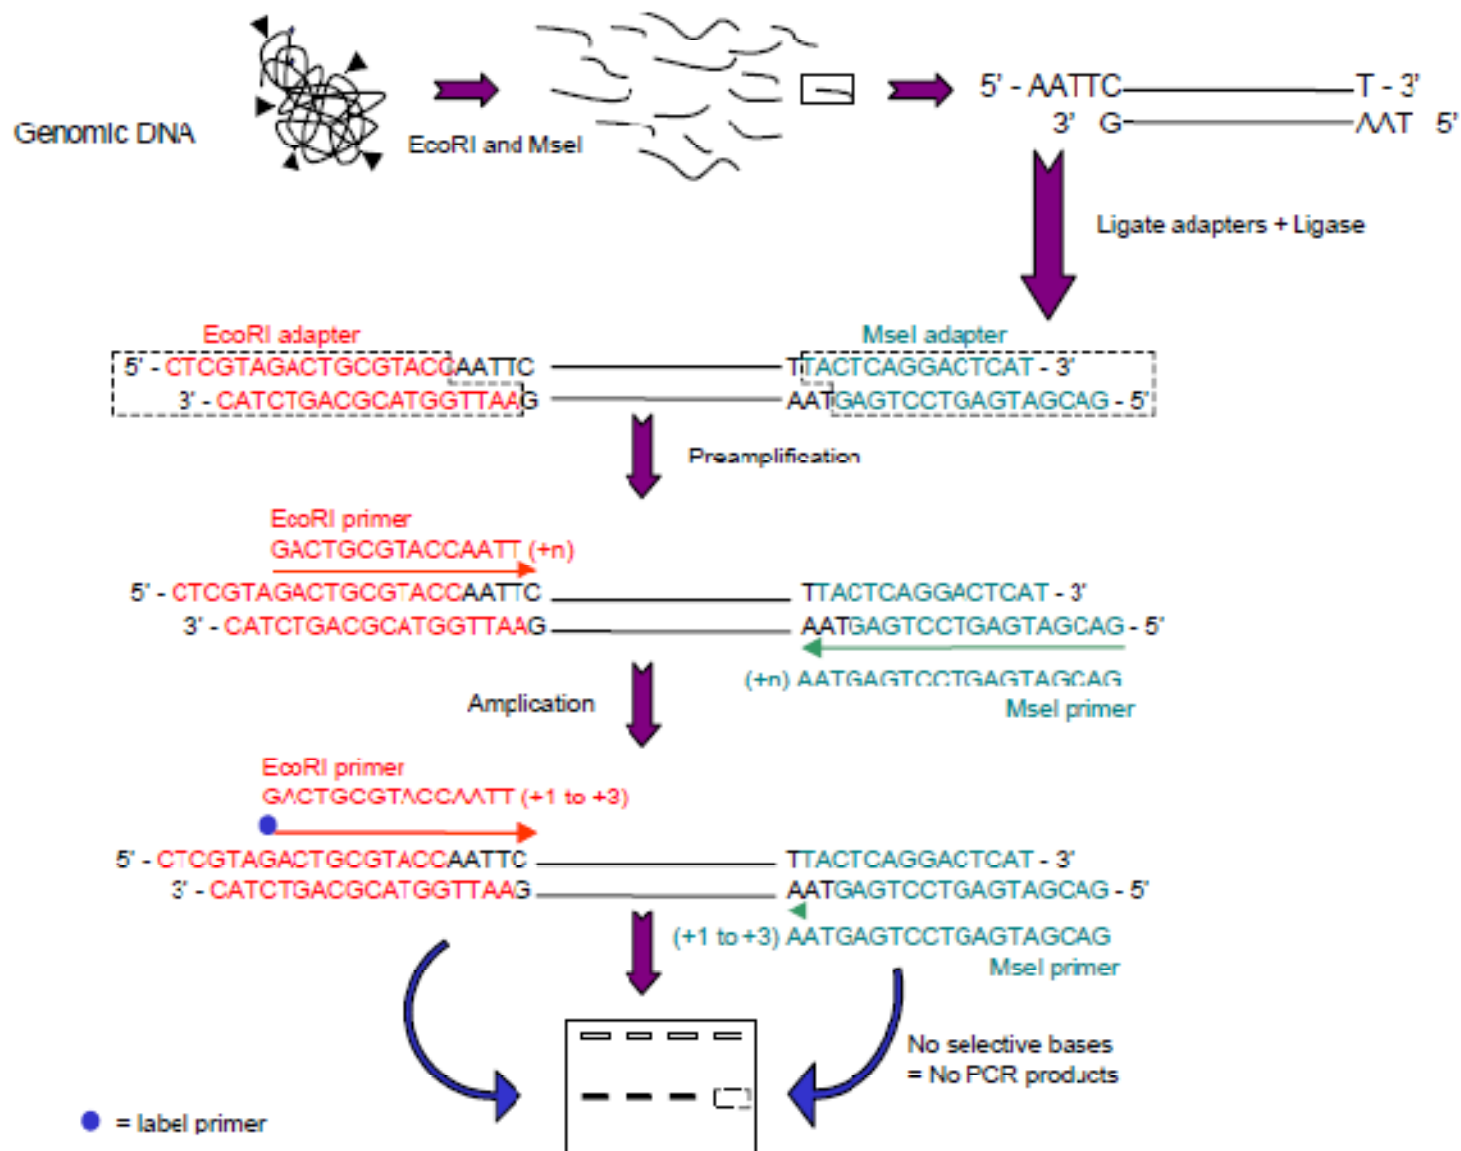 Genomic DNA
EcoRI and MseI
5' - AATTC T - 3'
3' G AAT 5'
Ligate adapters + Ligase
EcoRI adapter MseI adapter
5' - CTCGTAGACTGCGTACCAATTC TTACTCAGGACTCAT - 3'
3' - CATCTGACGCATGGTTAAG AATGAGTCCTGAGTAGCAG - 5'
Preamplification
EcoRI primer
GACTGCGTACCAATT (+n)
5' - CTCGTAGACTGCGTACCAATTC TTACTCAGGACTCAT - 3'
3' - CATCTGACGCATGGTTAAG AATGAGTCCTGAGTAGCAG - 5'
(+n) AATGAGTCCTGAGTAGCAG
MseI primer
Amplication
EcoRI primer
GACTGCGTACCAATT (+1 to +3)
5' - CTCGTAGACTGCGTACCAATTC TTACTCAGGACTCAT - 3'
3' - CATCTGACGCATGGTTAAG AATGAGTCCTGAGTAGCAG - 5'
(+1 to +3) AATGAGTCCTGAGTAGCAG
MseI primer
No selective bases
= No PCR products
= label primer